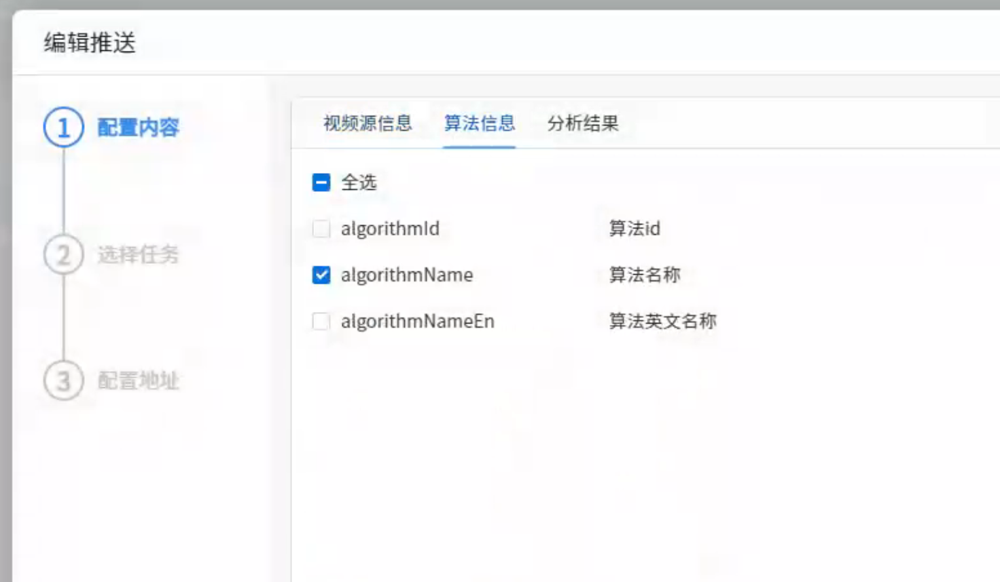 编辑推送
1 配置内容
2 选择任务
3 配置地址
视频源信息 算法信息 分析结果
全选
algorithmId 算法id
algorithmName 算法名称
algorithmNameEn 算法英文名称